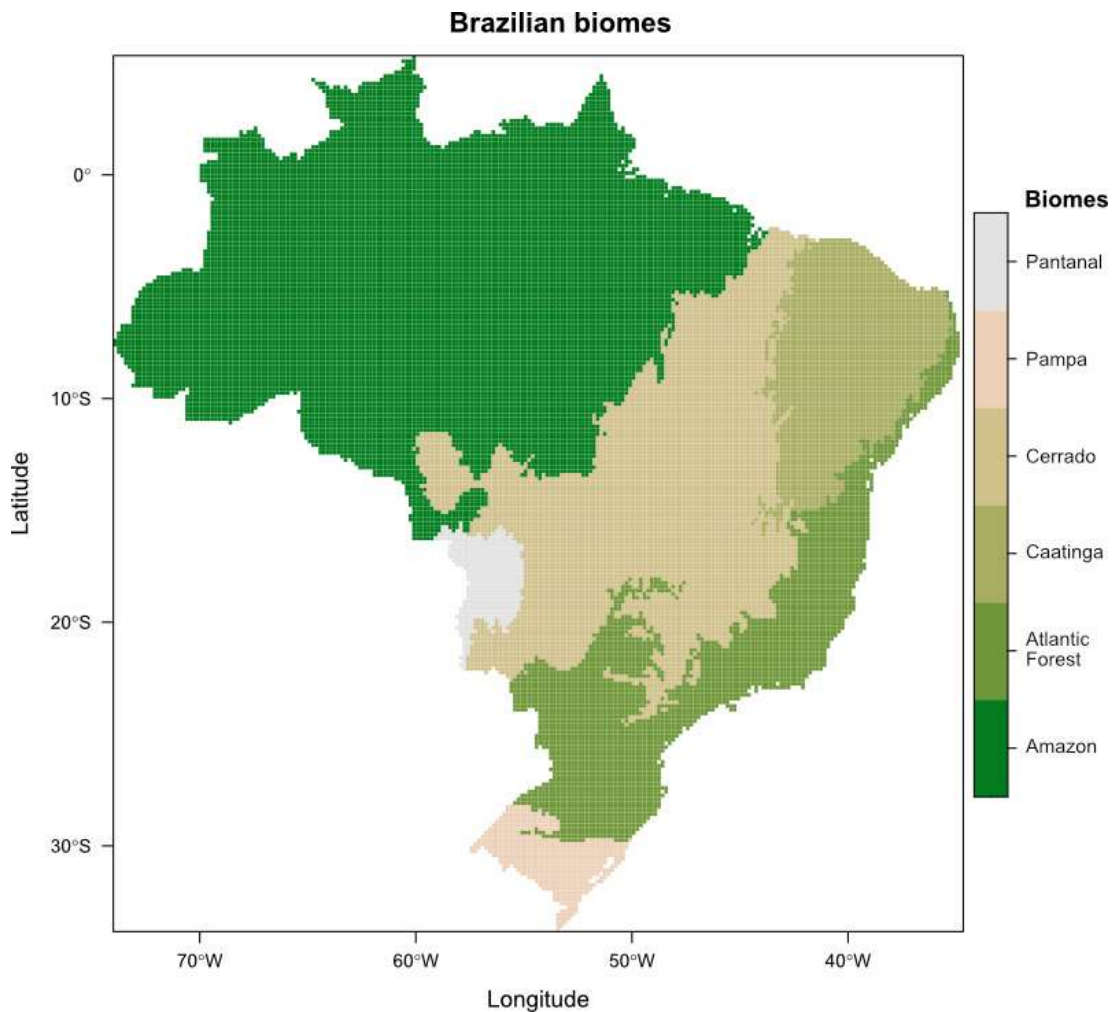 Brazilian biomes
0°
10°S
20°S
30°S
Latitude
70°W
60°W
50°W
40°W
Longitude
Biomes
Pantanal
Pampa
Cerrado
Caatinga
Atlantic
Forest
Amazon